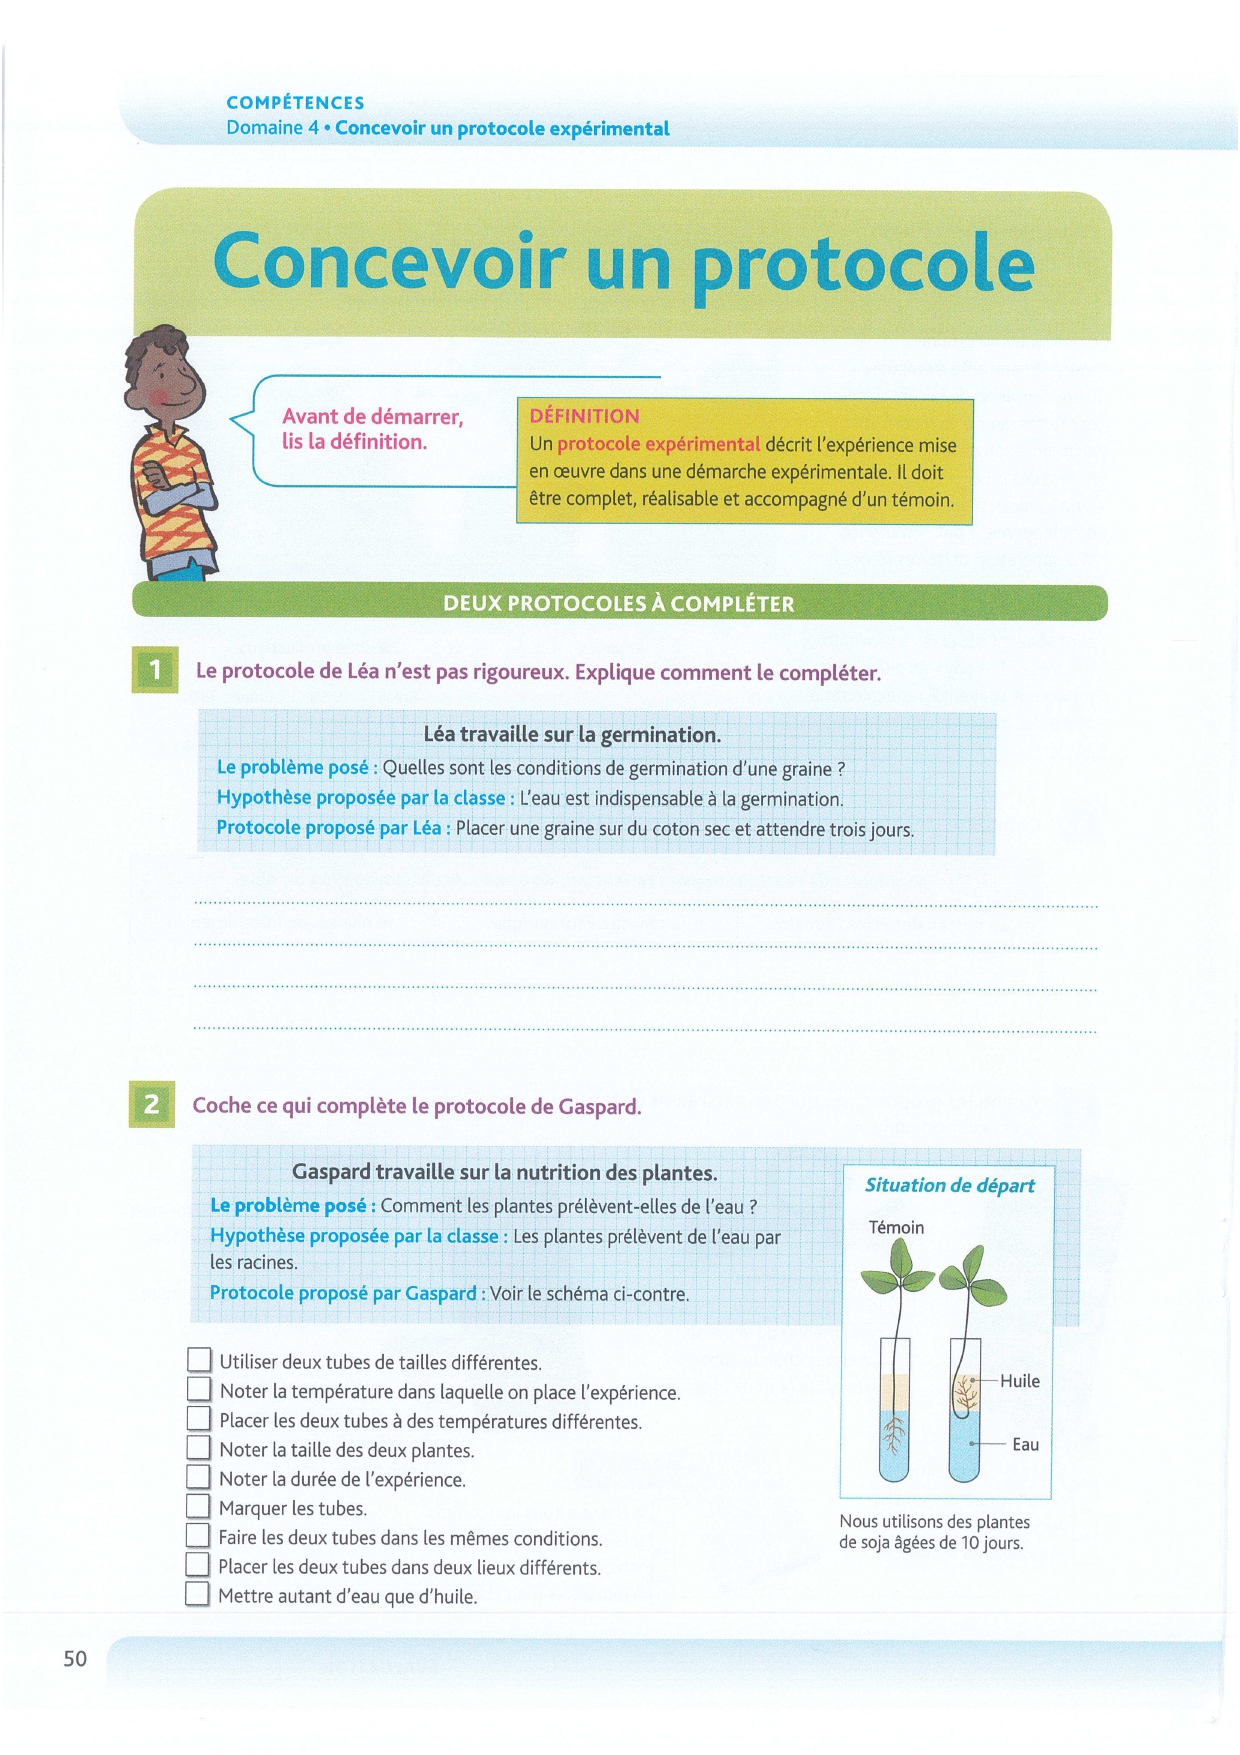 COMPÉTENCES
Domaine 4 • Concevoir un protocole expérimental
Concevoir un protocole
Avant de démarrer,
lis la définition.
DÉFINITION
Un protocole expérimental décrit l'expérience mise
en œuvre dans une démarche expérimentale. Il doit
être complet, réalisable et accompagné d'un témoin.
DEUX PROTOCOLES À COMPLÉTER
1 Le protocole de Léa n'est pas rigoureux. Explique comment le compléter.
Léa travaille sur la germination.
Le problème posé : Quelles sont les conditions de germination d'une graine ?
Hypothèse proposée par la classe : L'eau est indispensable à la germination.
Protocole proposé par Léa : Placer une graine sur du coton sec et attendre trois jours.
2 Coche ce qui complète le protocole de Gaspard.
Gaspard travaille sur la nutrition des plantes.
Le problème posé : Comment les plantes prélèvent-elles de l'eau ?
Hypothèse proposée par la classe : Les plantes prélèvent de l'eau par
les racines.
Protocole proposé par Gaspard : Voir le schéma ci-contre.
Situation de départ
Témoin
Huile
Eau
Nous utilisons des plantes
de soja âgées de 10 jours.
Utiliser deux tubes de tailles différentes.
Noter la température dans laquelle on place l'expérience.
Placer les deux tubes à des températures différentes.
Noter la taille des deux plantes.
Noter la durée de l'expérience.
Marquer les tubes.
Faire les deux tubes dans les mêmes conditions.
Placer les deux tubes dans deux lieux différents.
Mettre autant d'eau que d'huile.
50